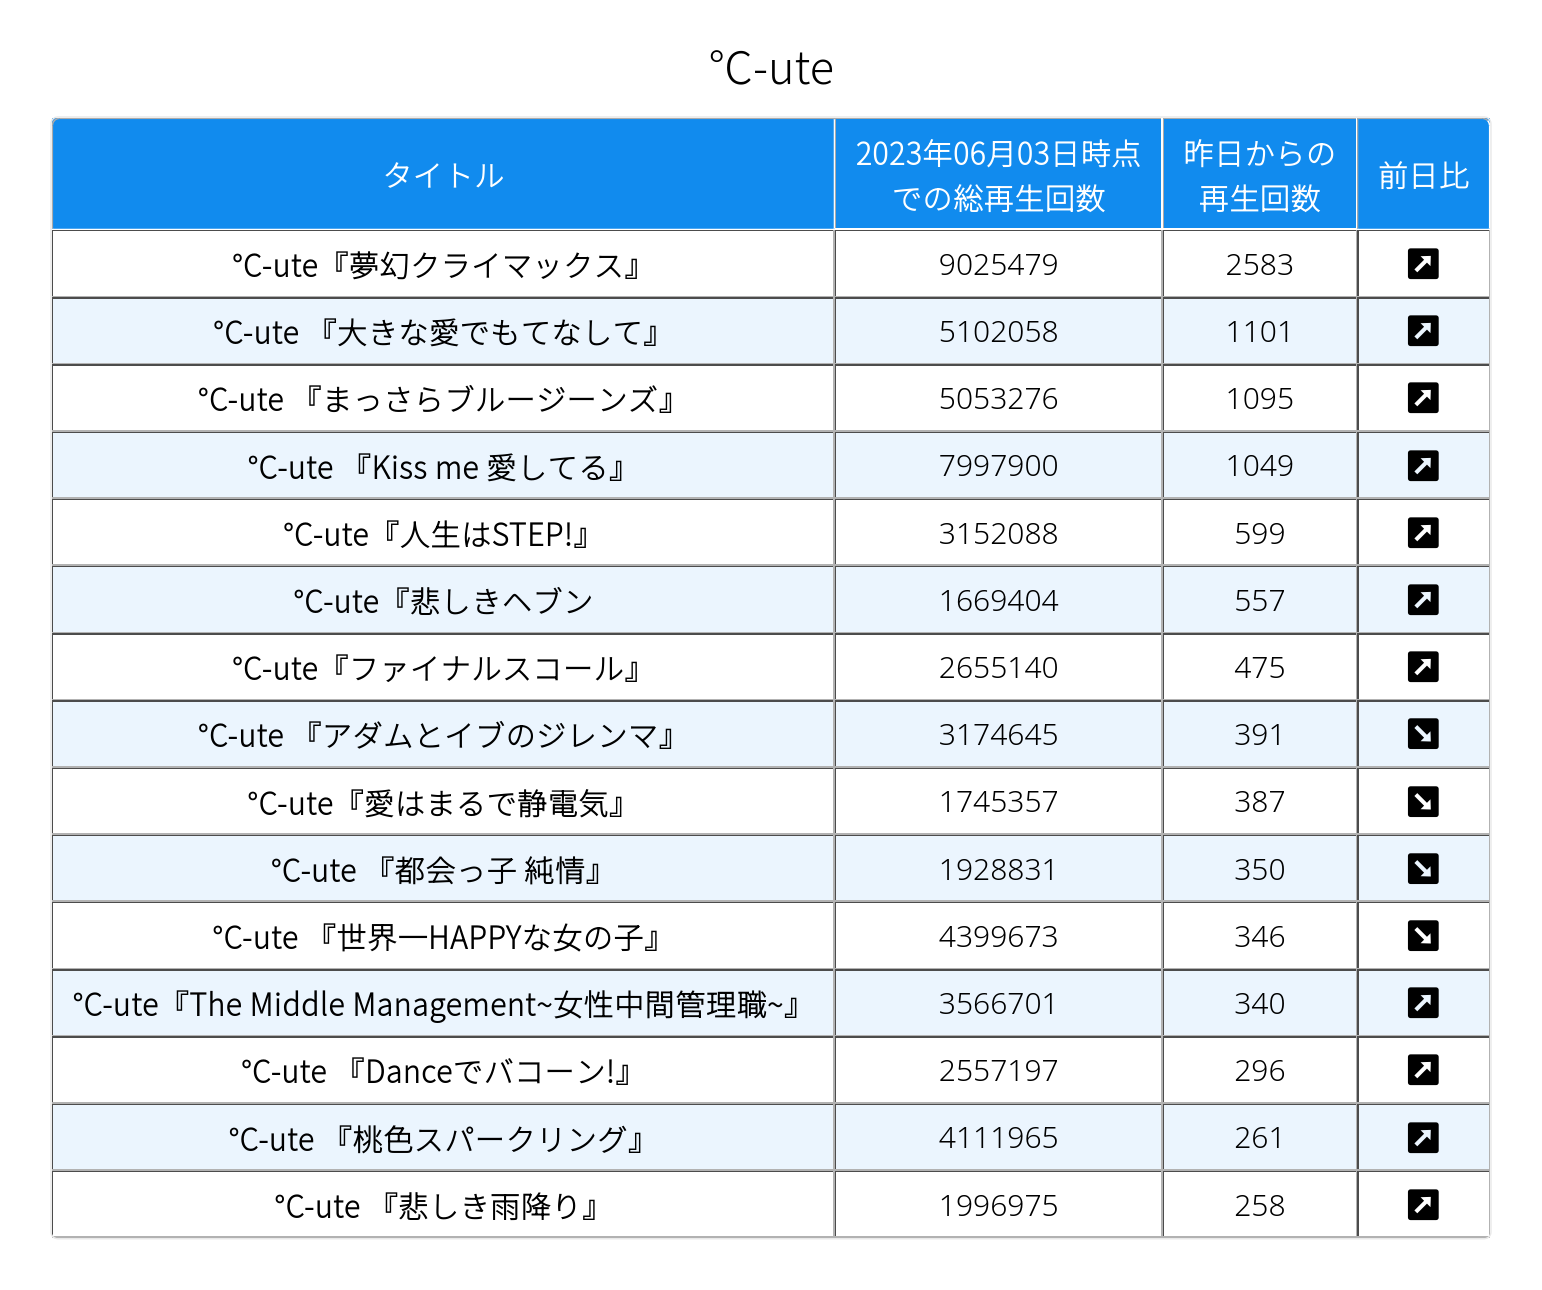 ℃-ute
タイトル
2023年06月03日時点
での総再生回数
昨日からの
再生回数
前日比
℃-ute『夢幻クライマックス』 9025479 2583
℃-ute 『大きな愛でもてなして』 5102058 1101
℃-ute 『まっさらブルージーンズ』 5053276 1095
℃-ute 『Kiss me 愛してる』 7997900 1049
℃-ute『人生はSTEP!』 3152088 599
℃-ute『悲しきヘブン 1669404 557
℃-ute『ファイナルスコール』 2655140 475
℃-ute 『アダムとイブのジレンマ』 3174645 391
℃-ute『愛はまるで静電気』 1745357 387
℃-ute 『都会っ子 純情』 1928831 350
℃-ute 『世界一HAPPYな女の子』 4399673 346
℃-ute『The Middle Management~女性中間管理職~』 3566701 340
℃-ute 『Danceでバコーン!』 2557197 296
℃-ute 『桃色スパークリング』 4111965 261
℃-ute 『悲しき雨降り』 1996975 258